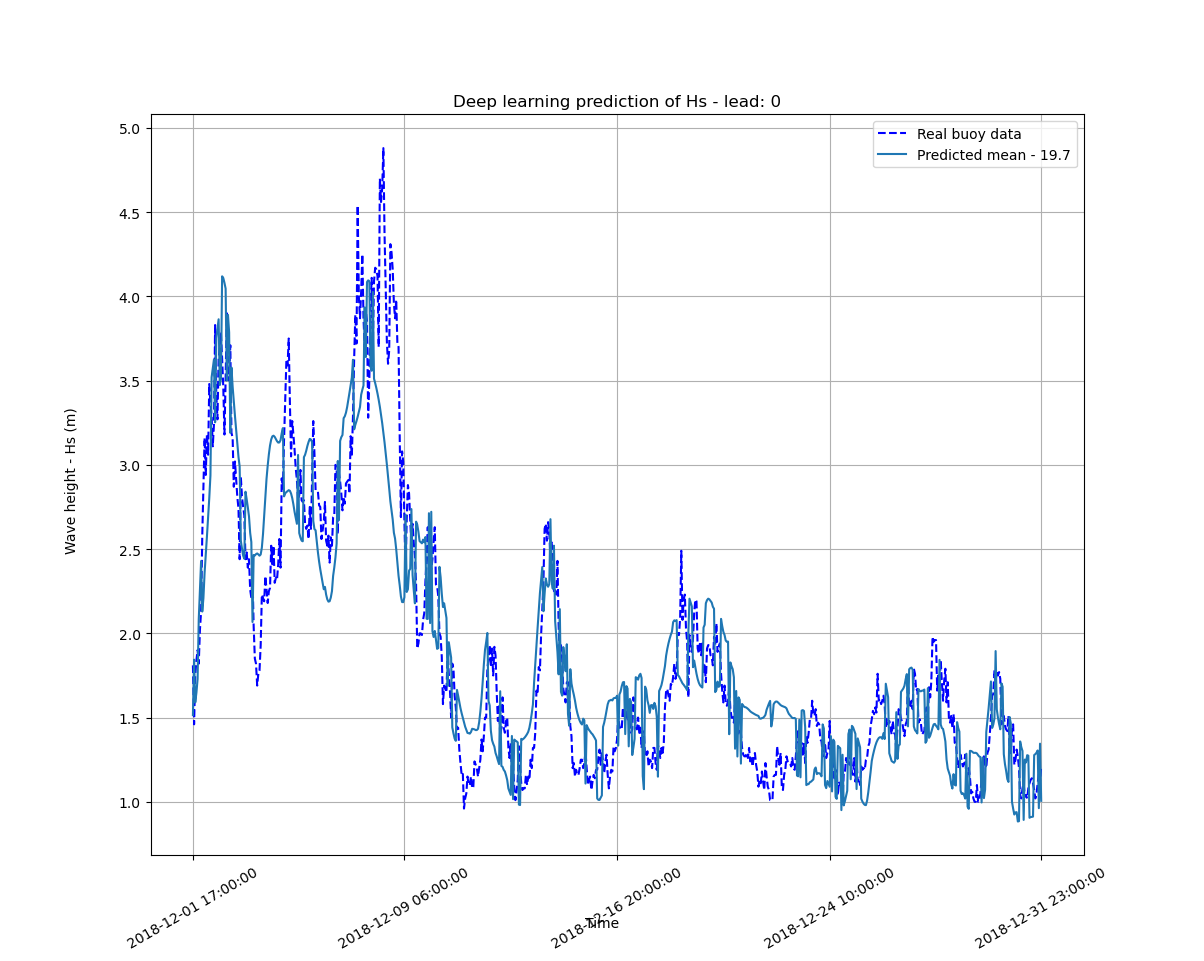 Deep learning prediction of Hs - lead: 0
Real buoy data
Predicted mean - 19.7
Wave height - Hs (m)
5.0
4.5
4.0
3.5
3.0
2.5
2.0
1.5
1.0
2018-12-01 17:00:00
2018-12-09 06:00:00
2018-12-16 20:00:00
2018-12-24 10:00:00
2018-12-31 23:00:00
Time